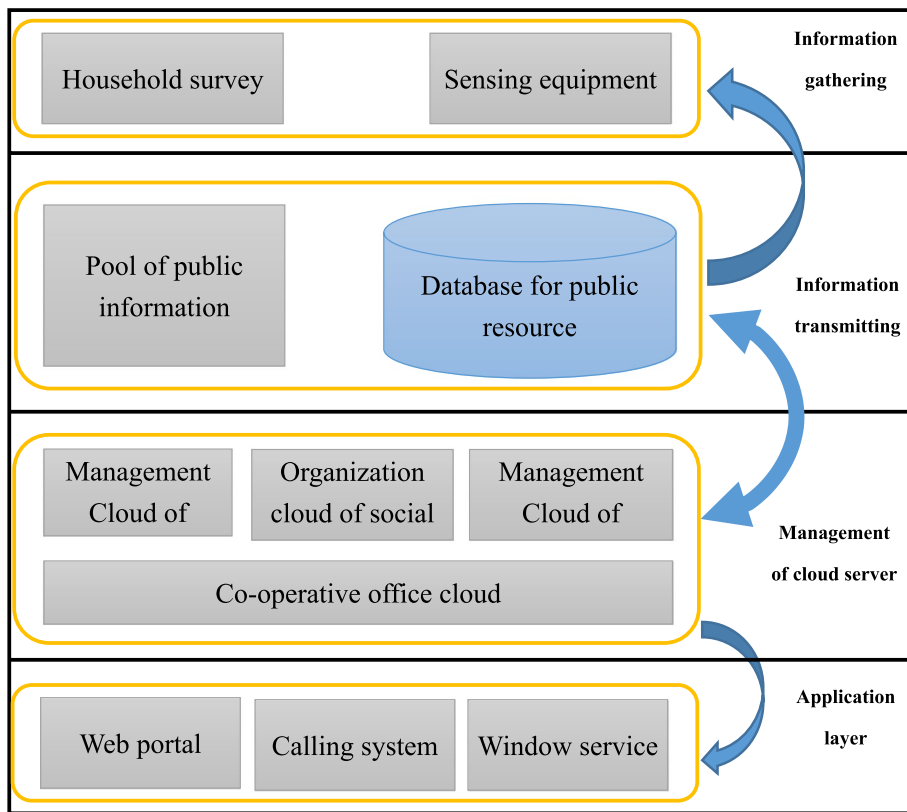 Household survey
Sensing equipment
Information
gathering
Pool of public
information
Database for public
resource
Information
transmitting
Management
Cloud of
Organization
cloud of social
Management
Cloud of
Co-operative office cloud
Management
of cloud server
Web portal
Calling system
Window service
Application
layer